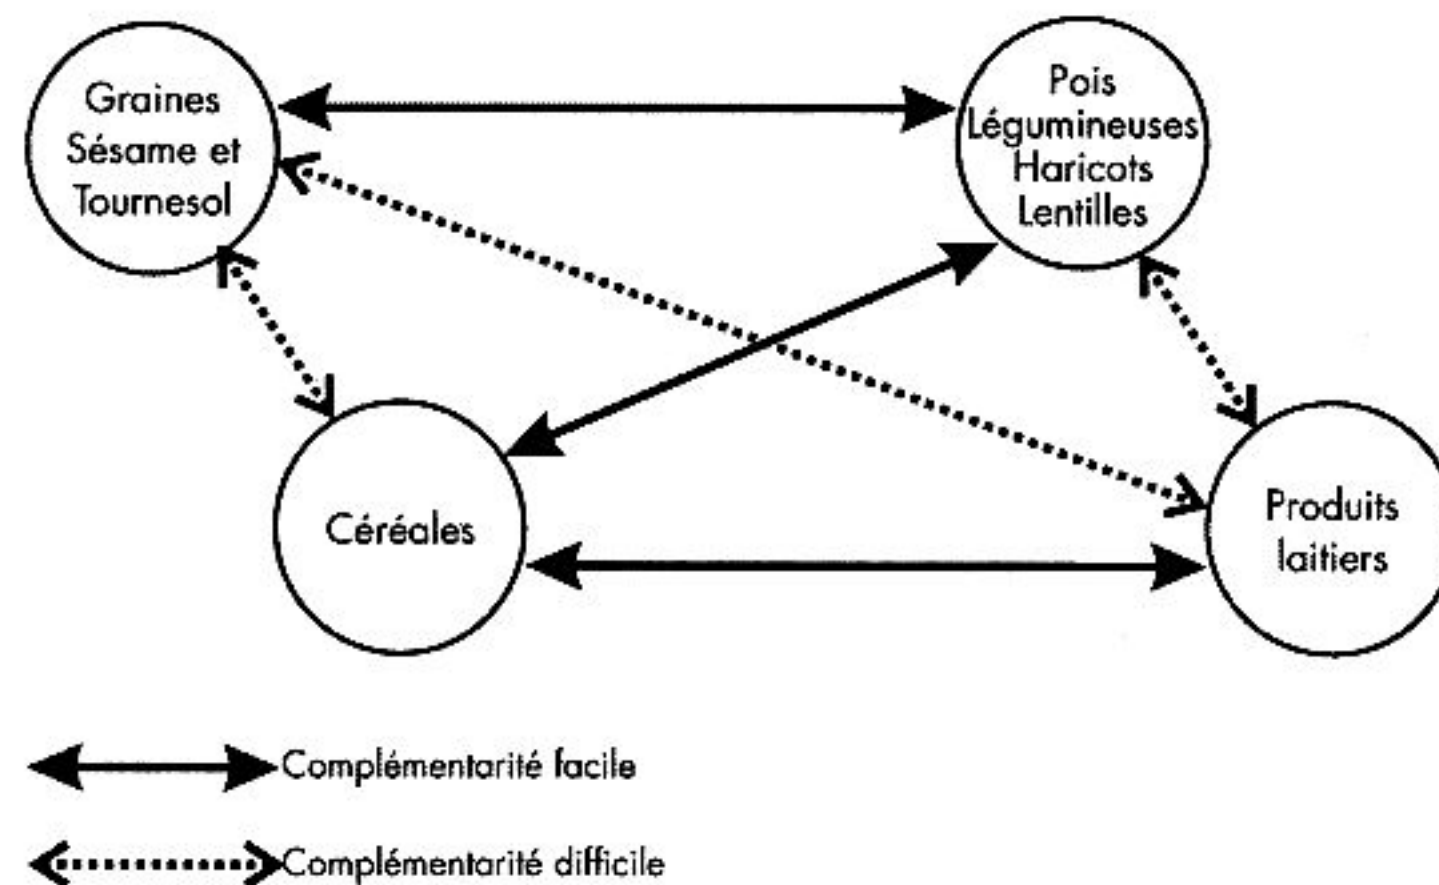 Graines
Sésame et
Tournesol
Pois
Légumineuses
Haricots
Lentilles
Céréales
Produits
laitiers
Complémentarité facile
Complémentarité difficile